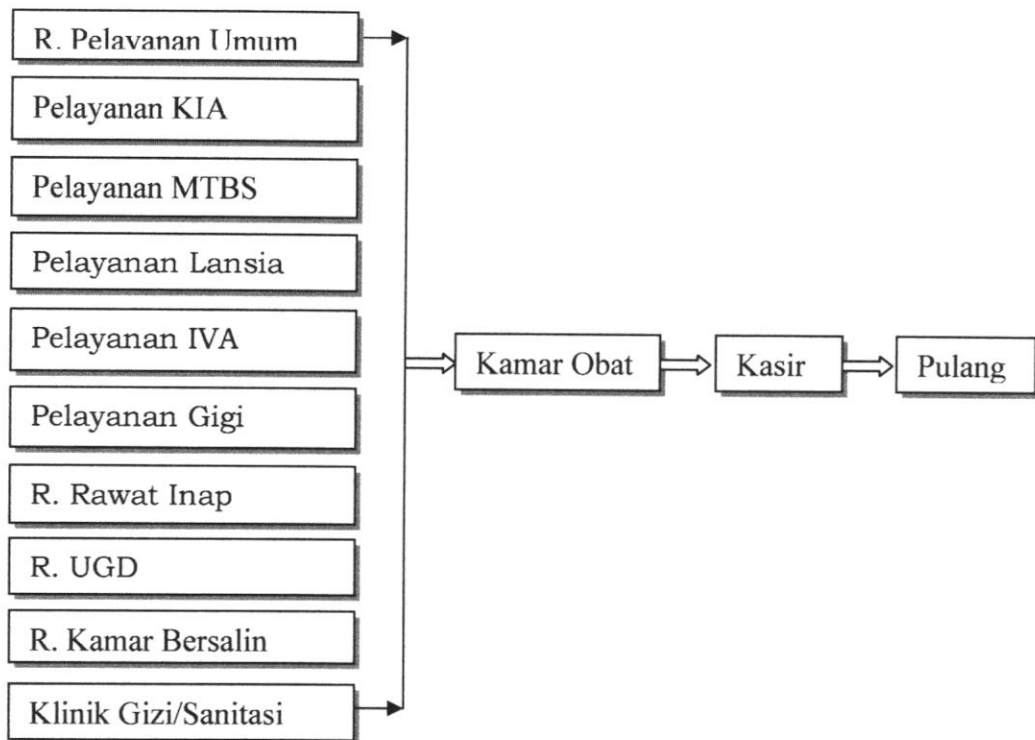 R. Pelayanan Umum
Pelayanan KIA
Pelayanan MTBS
Pelayanan Lansia
Pelayanan IVA
Pelayanan Gigi
R. Rawat Inap
R. UGD
R. Kamar Bersalin
Klinik Gizi/Sanitasi
Kamar Obat
Kasir
Pulang